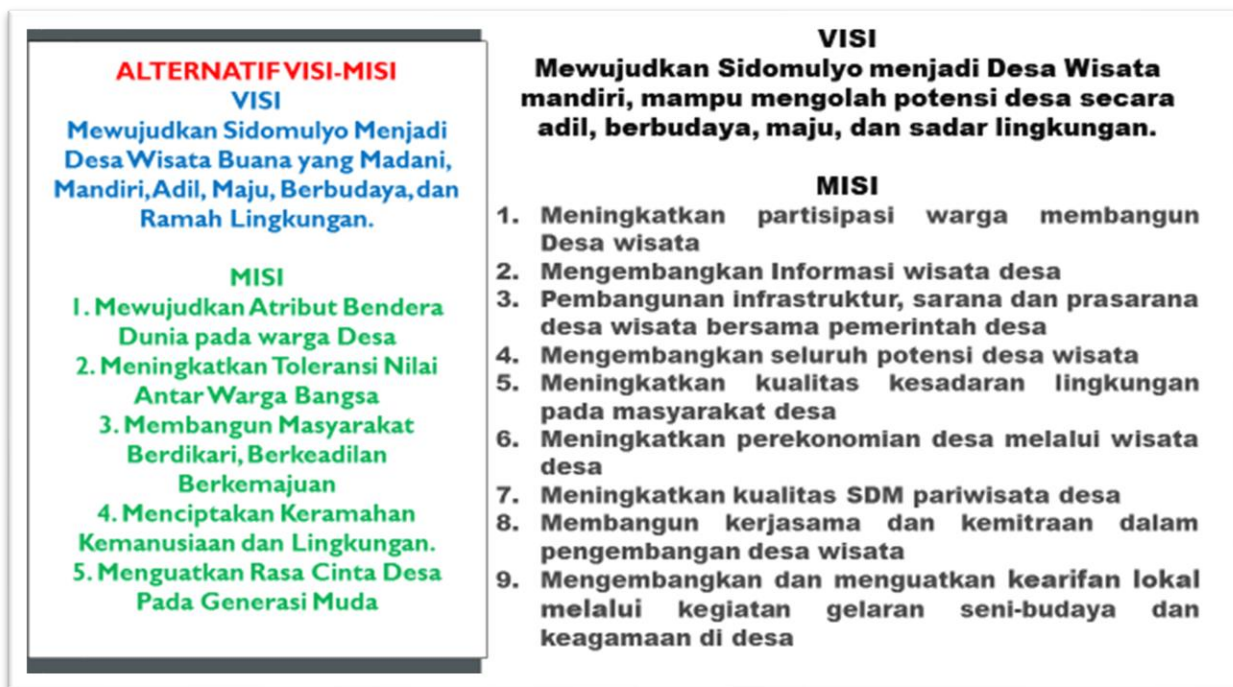 ALTERNATIF VISI-MISI
VISI
Mewujudkan Sidomulyo Menjadi
Desa Wisata Buana yang Madani,
Mandiri, Adil, Maju, Berbudaya, dan
Ramah Lingkungan.
MISI
1. Mewujudkan Atribut Bendera
Dunia pada warga Desa
2. Meningkatkan Toleransi Nilai
Antar Warga Bangsa
3. Membangun Masyarakat
Berdikari, Berkeadilan
Berkemajuan
4. Menciptakan Keramahan
Kemanusiaan dan Lingkungan.
5. Menguatkan Rasa Cinta Desa
Pada Generasi Muda
VISI
Mewujudkan Sidomulyo menjadi Desa Wisata
mandiri, mampu mengolah potensi desa secara
adil, berbudaya, maju, dan sadar lingkungan.
MISI
1. Meningkatkan partisipasi warga membangun
Desa wisata
2. Mengembangkan Informasi wisata desa
3. Pembangunan infrastruktur, sarana dan prasarana
desa wisata bersama pemerintah desa
4. Mengembangkan seluruh potensi desa wisata
5. Meningkatkan kualitas kesadaran lingkungan
pada masyarakat desa
6. Meningkatkan perekonomian desa melalui wisata
desa
7. Meningkatkan kualitas SDM pariwisata desa
8. Membangun kerjasama dan kemitraan dalam
pengembangan desa wisata
9. Mengembangkan dan menguatkan kearifan lokal
melalui kegiatan gelaran seni-budaya dan
keagamaan di desa